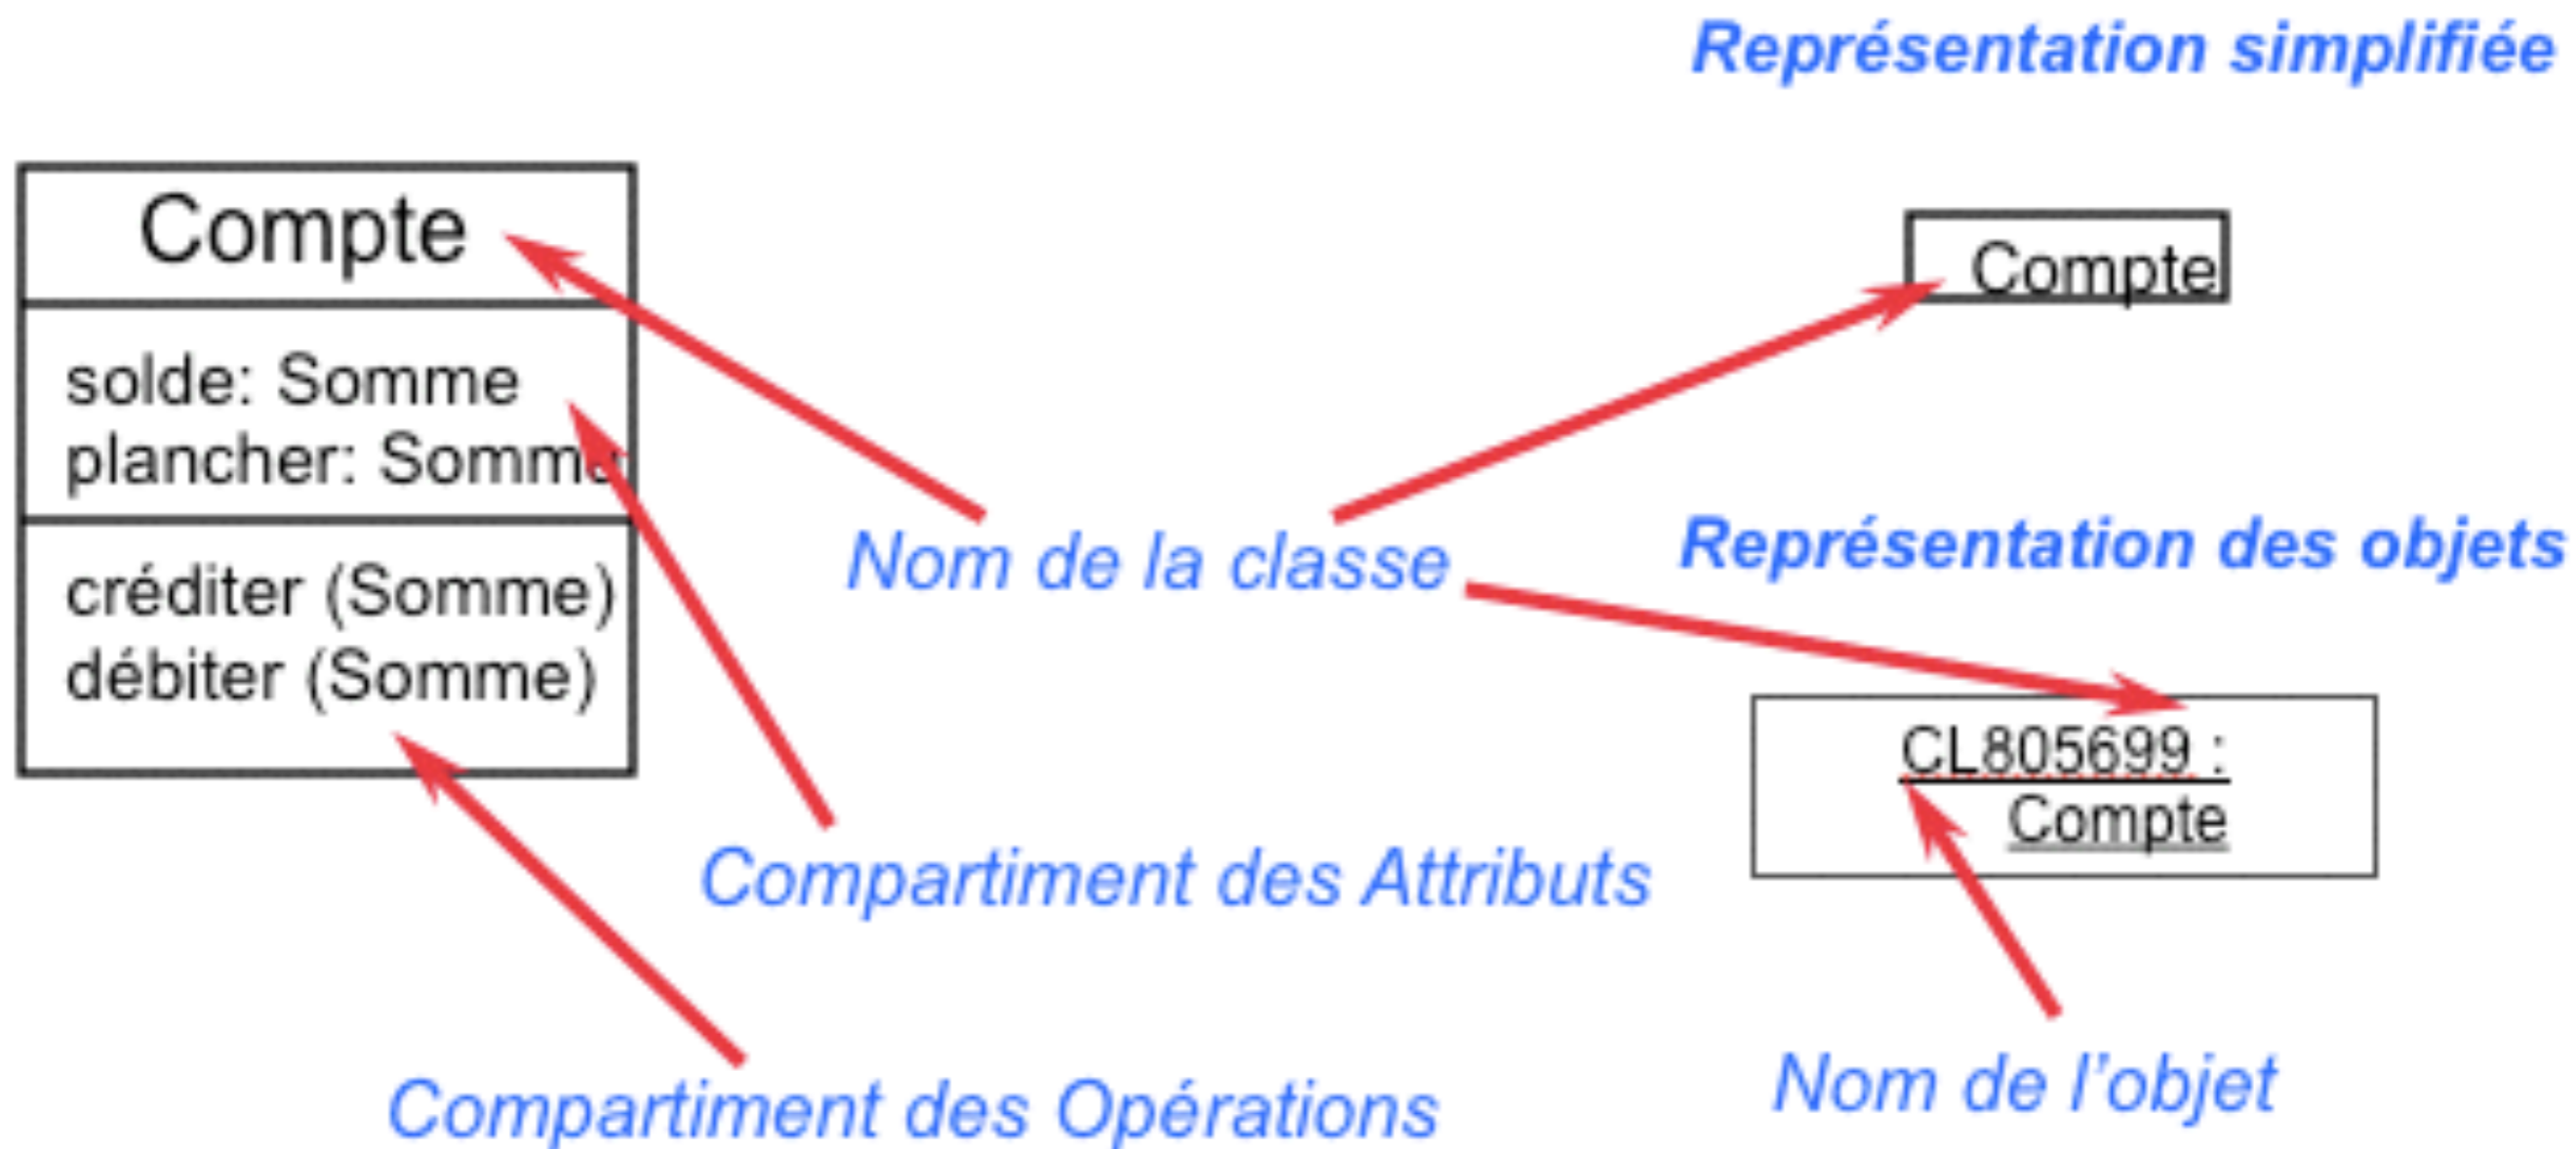 Représentation simplifiée
Compte
solde: Somme
plancher: Somme
créditer (Somme)
débiter (Somme)
Compte
Nom de la classe
Représentation des objets
CL805699 :
Compte
Compartiment des Attributs
Nom de l’objet
Compartiment des Opérations